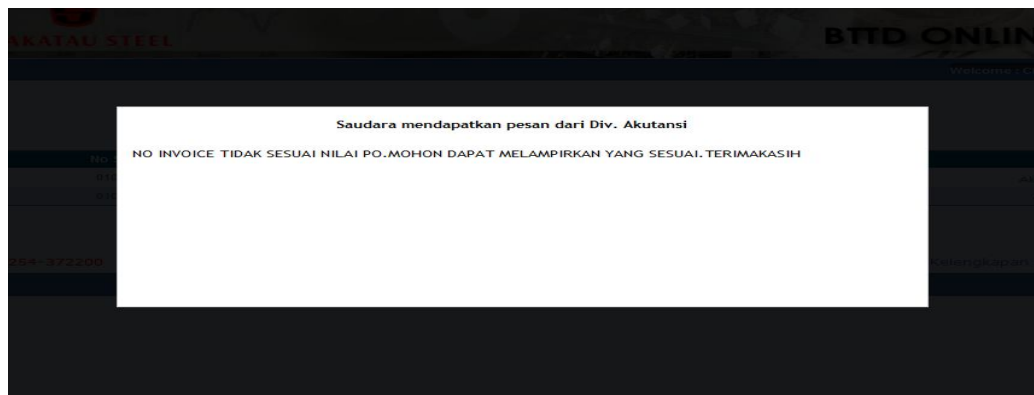 AKATAU STEEL
BTTD ONLIN
Welcome : C
Saudara mendapatkan pesan dari Div. Akutansi
NO INVOICE TIDAK SESUAI NILAI PO.MOHON DAPAT MELAMPIRKAN YANG SESUAI.TERIMAKASIH
No
254-372200